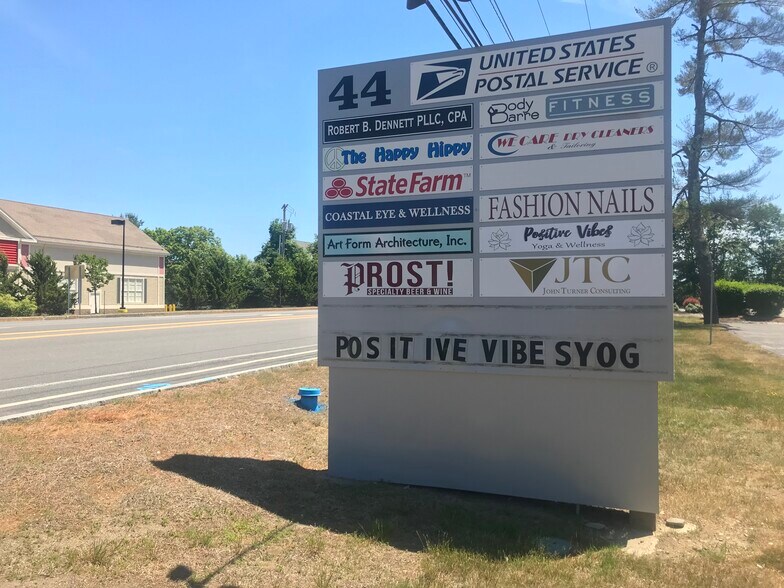 44
UNITED STATES
POSTAL SERVICE ®
ROBERT B. DENNETT PLLC, CPA
Body Barre FITNESS
The Happy Hippy
WE CARE DRY CLEANERS
& Tailoring
State Farm™
COASTAL EYE & WELLNESS
FASHION NAILS
Art Form Architecture, Inc.
Positive Vibes
YOGA & WELLNESS
PROST!
SPECIALTY BEER & WINE
JTC
JOHN TURNER CONSULTING
POS IT IVE VIBE SYOG